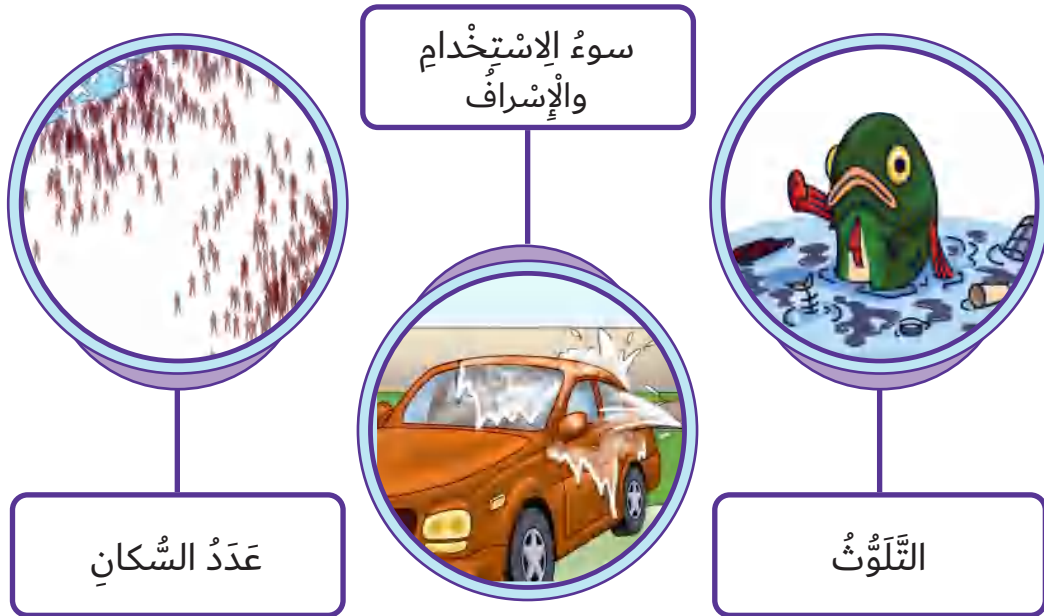 سوءُ الِاسْتِخْدامِ
والْإِسْرافُ
التَّلَوُّثُ
عَدَدُ السُّكانِ